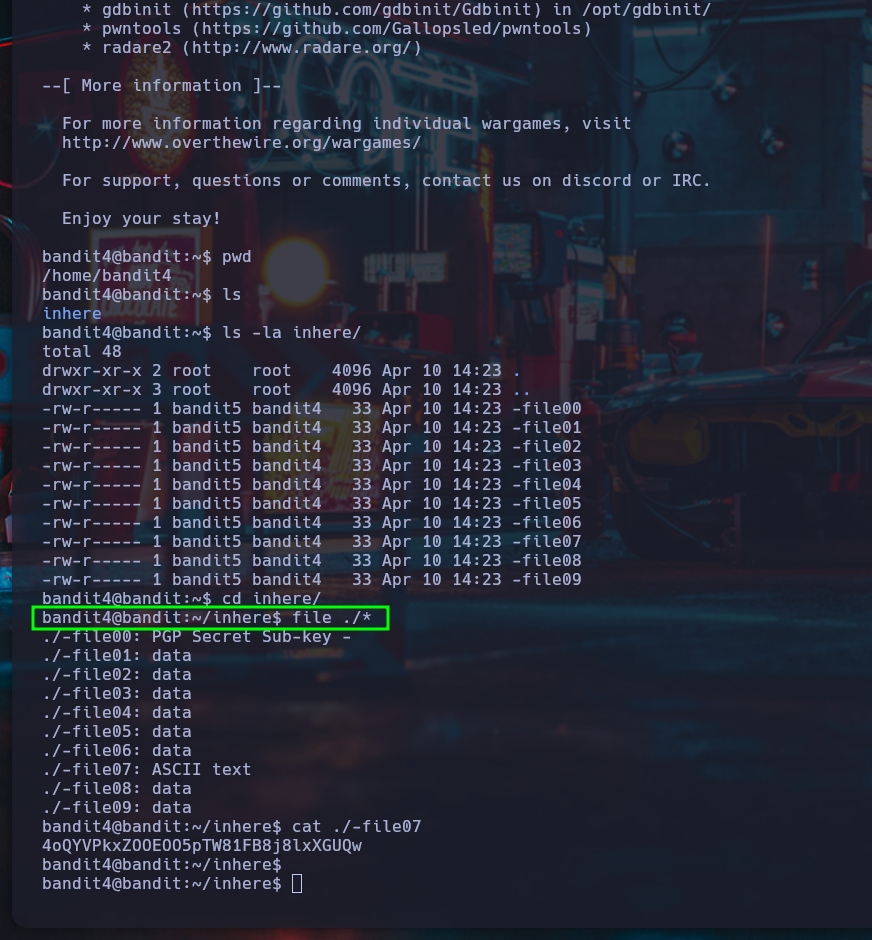 * gdbinit (https://github.com/gdbinit/Gdbinit) in /opt/gdbinit/
* pwntools (https://github.com/Gallopsled/pwntools)
* radare2 (http://www.radare.org/)
--[ More information ]--
For more information regarding individual wargames, visit
http://www.overthewire.org/wargames/
For support, questions or comments, contact us on discord or IRC.
Enjoy your stay!
bandit4@bandit:~$ pwd
/home/bandit4
bandit4@bandit:~$ ls
inhere
bandit4@bandit:~$ ls -la inhere/
total 48
drwxr-xr-x 2 root    root    4096 Apr 10 14:23 .
drwxr-xr-x 3 root    root    4096 Apr 10 14:23 ..
-rw-r----- 1 bandit5 bandit4   33 Apr 10 14:23 -file00
-rw-r----- 1 bandit5 bandit4   33 Apr 10 14:23 -file01
-rw-r----- 1 bandit5 bandit4   33 Apr 10 14:23 -file02
-rw-r----- 1 bandit5 bandit4   33 Apr 10 14:23 -file03
-rw-r----- 1 bandit5 bandit4   33 Apr 10 14:23 -file04
-rw-r----- 1 bandit5 bandit4   33 Apr 10 14:23 -file05
-rw-r----- 1 bandit5 bandit4   33 Apr 10 14:23 -file06
-rw-r----- 1 bandit5 bandit4   33 Apr 10 14:23 -file07
-rw-r----- 1 bandit5 bandit4   33 Apr 10 14:23 -file08
-rw-r----- 1 bandit5 bandit4   33 Apr 10 14:23 -file09
bandit4@bandit:~$ cd inhere/
bandit4@bandit:~/inhere$ file ./*
./-file00: PGP Secret Sub-key -
./-file01: data
./-file02: data
./-file03: data
./-file04: data
./-file05: data
./-file06: data
./-file07: ASCII text
./-file08: data
./-file09: data
bandit4@bandit:~/inhere$ cat ./-file07
4oQYVPkxZOOEOO5pTW81FB8j8lxXGUQw
bandit4@bandit:~/inhere$
bandit4@bandit:~/inhere$